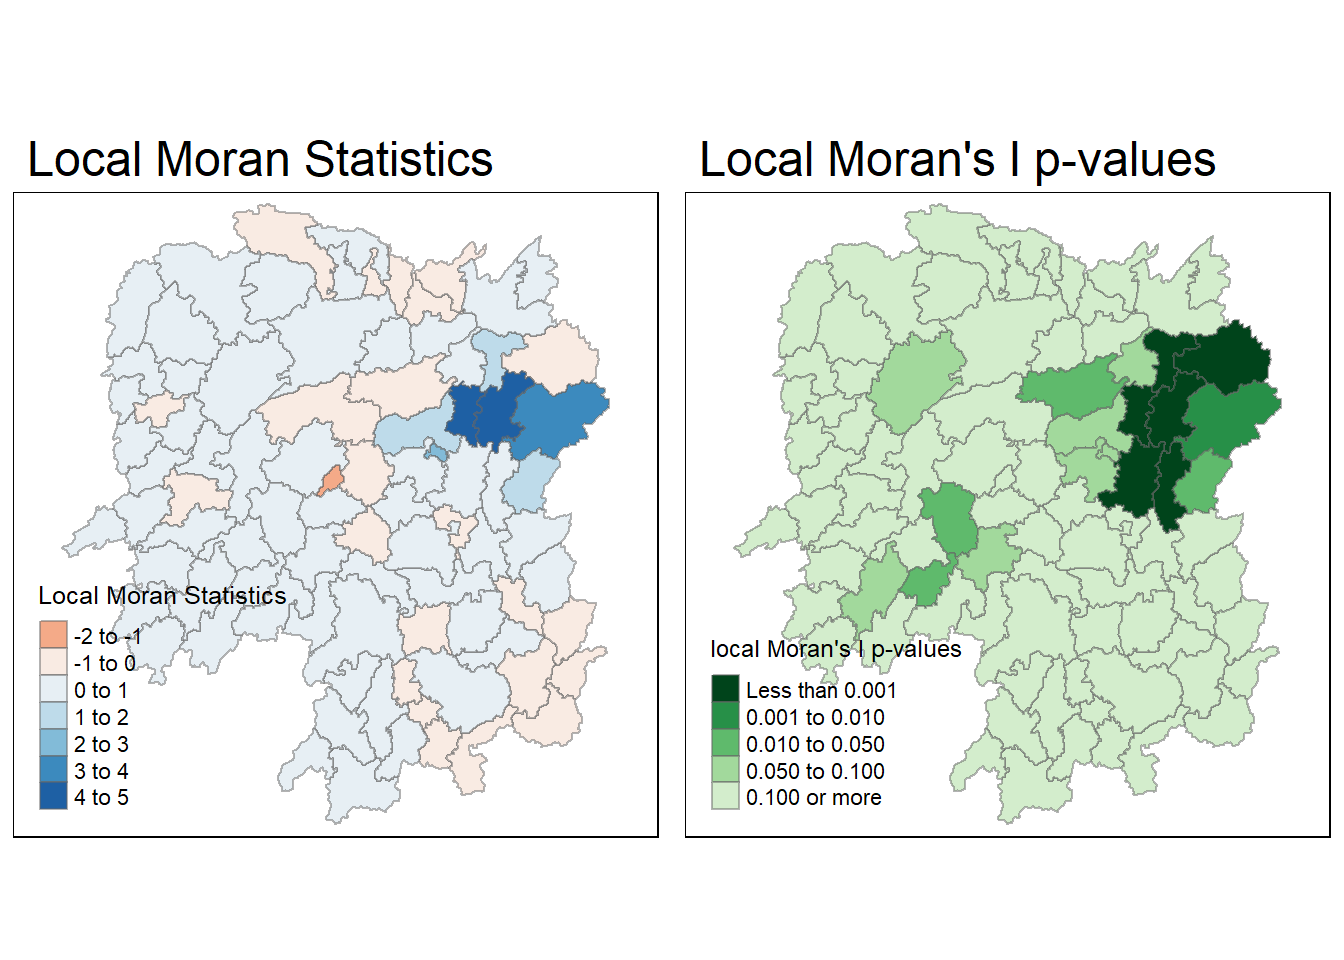 Local Moran Statistics
Local Moran Statistics
-2 to -1
-1 to 0
0 to 1
1 to 2
2 to 3
3 to 4
4 to 5
Local Moran's I p-values
local Moran's I p-values
Less than 0.001
0.001 to 0.010
0.010 to 0.050
0.050 to 0.100
0.100 or more